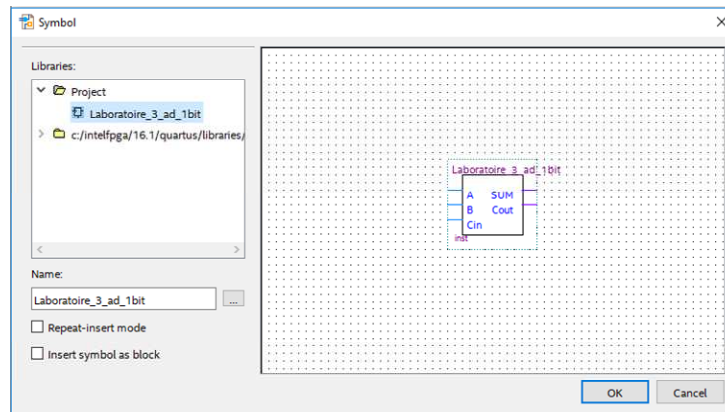 Symbol
Libraries:
Project
Laboratoire_3_ad_1bit
c:/intelfpga/16.1/quartus/libraries/
Name:
Laboratoire_3_ad_1bit
...
Repeat-insert mode
Insert symbol as block
Laboratoire_3_ad_1bit
A SUM
B Cout
Cin
inst
OK Cancel